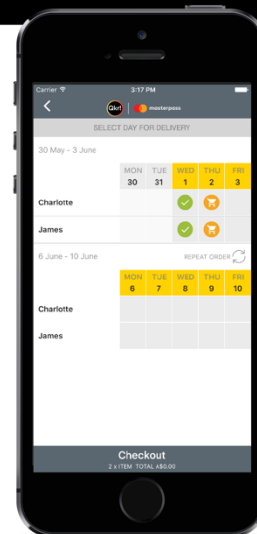 Carrier 3:17 PM
Qkr! masterpass
SELECT DAY FOR DELIVERY
30 May - 3 June
MON TUE WED THU FRI
30 31 1 2 3
Charlotte
James
6 June - 10 June REPEAT ORDER
MON TUE WED THU FRI
6 7 8 9 10
Charlotte
James
Checkout
2 x ITEM TOTAL A$0.00